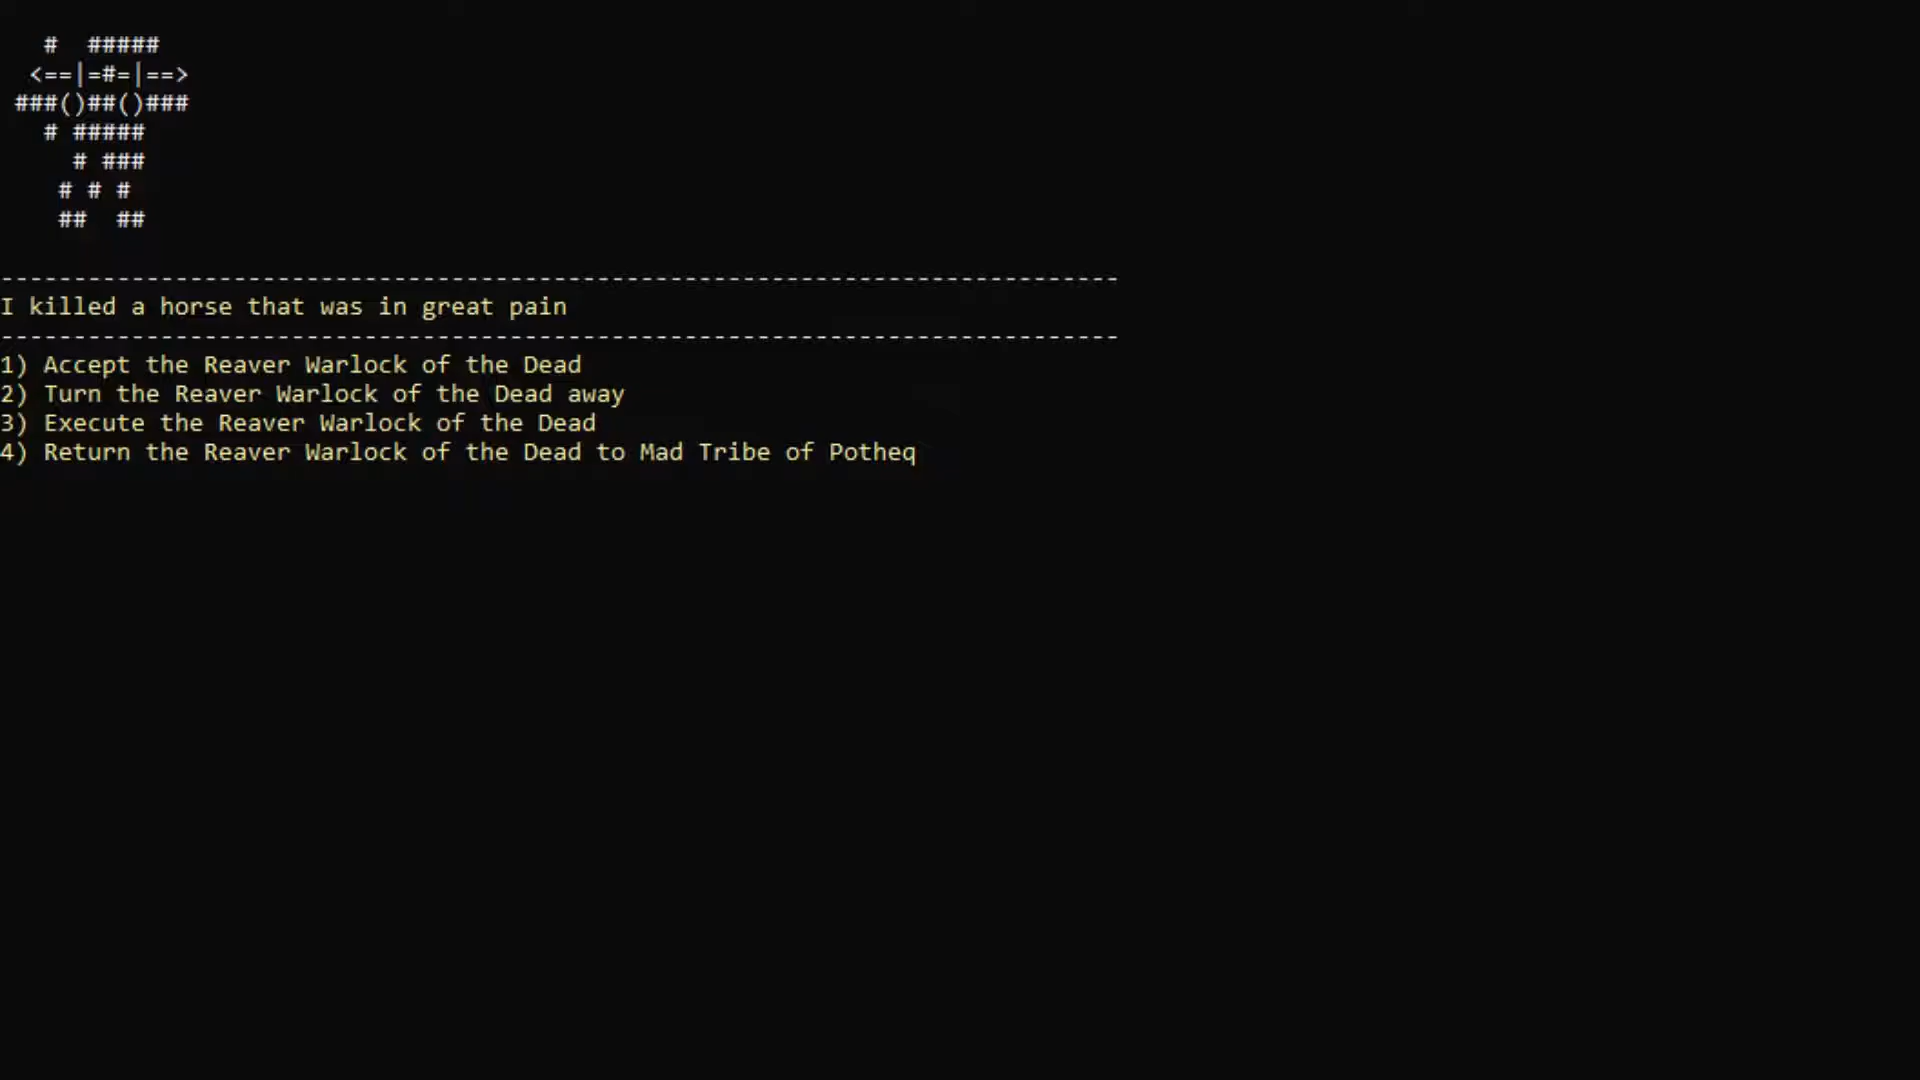 #  #####
  <==|=#=|==>
 ###()##()###
   # #####
     # ###
    # # #
    ##  ##
-----------------------------------------------------------------------------
I killed a horse that was in great pain
-----------------------------------------------------------------------------
1) Accept the Reaver Warlock of the Dead
2) Turn the Reaver Warlock of the Dead away
3) Execute the Reaver Warlock of the Dead
4) Return the Reaver Warlock of the Dead to Mad Tribe of Potheq